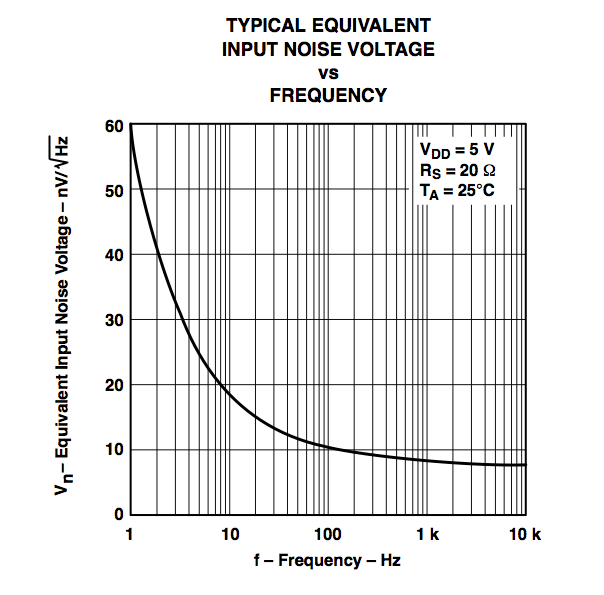 TYPICAL EQUIVALENT
INPUT NOISE VOLTAGE
vs
FREQUENCY
Vn – Equivalent Input Noise Voltage – nV/√Hz
60
50
40
30
20
10
0
VDD = 5 V
RS = 20 Ω
TA = 25°C
1
10
100
1 k
10 k
f – Frequency – Hz